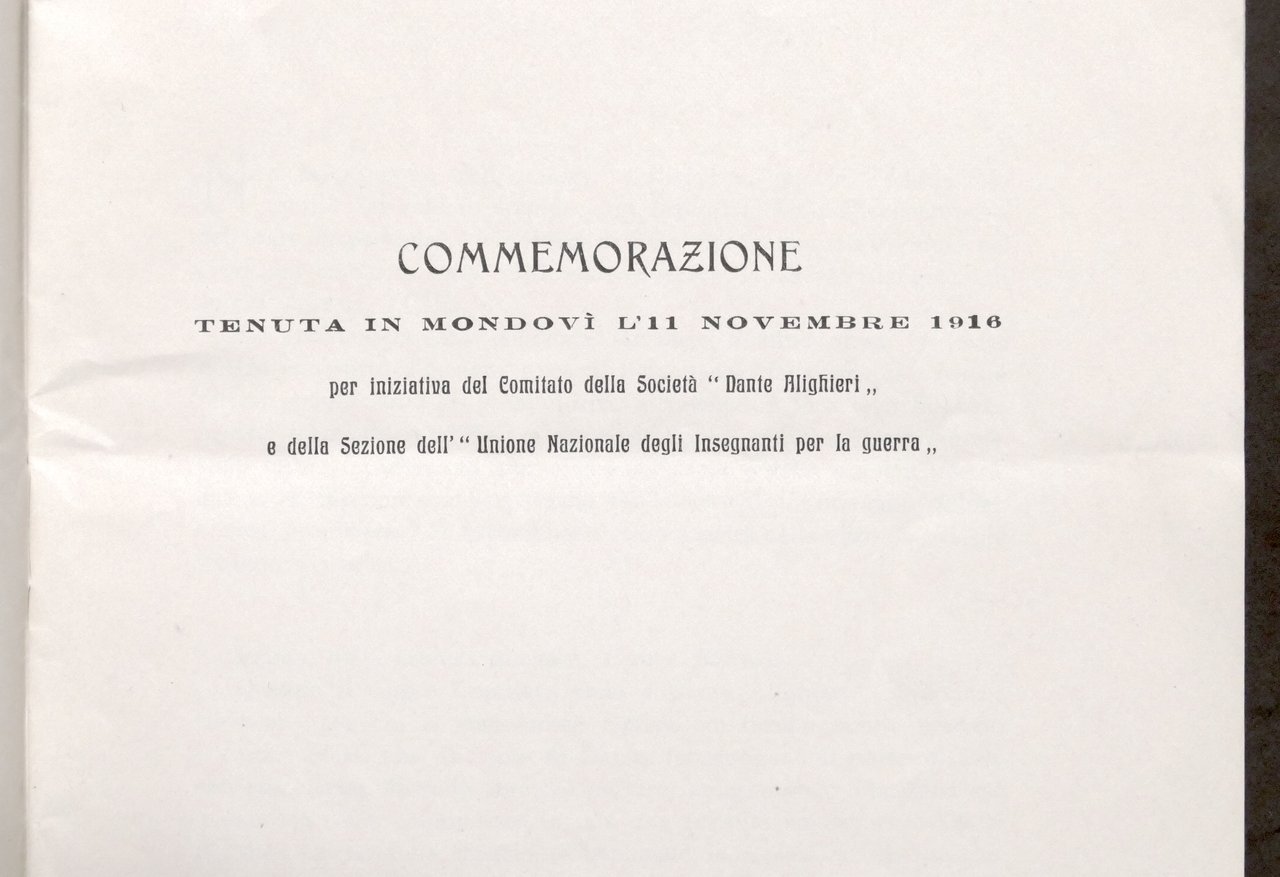 COMMEMORAZIONE
TENUTA IN MONDOVÌ L'11 NOVEMBRE 1916
per iniziativa del Comitato della Società “ Dante Alighieri „
e della Sezione dell' “ Unione Nazionale degli Insegnanti per la guerra „